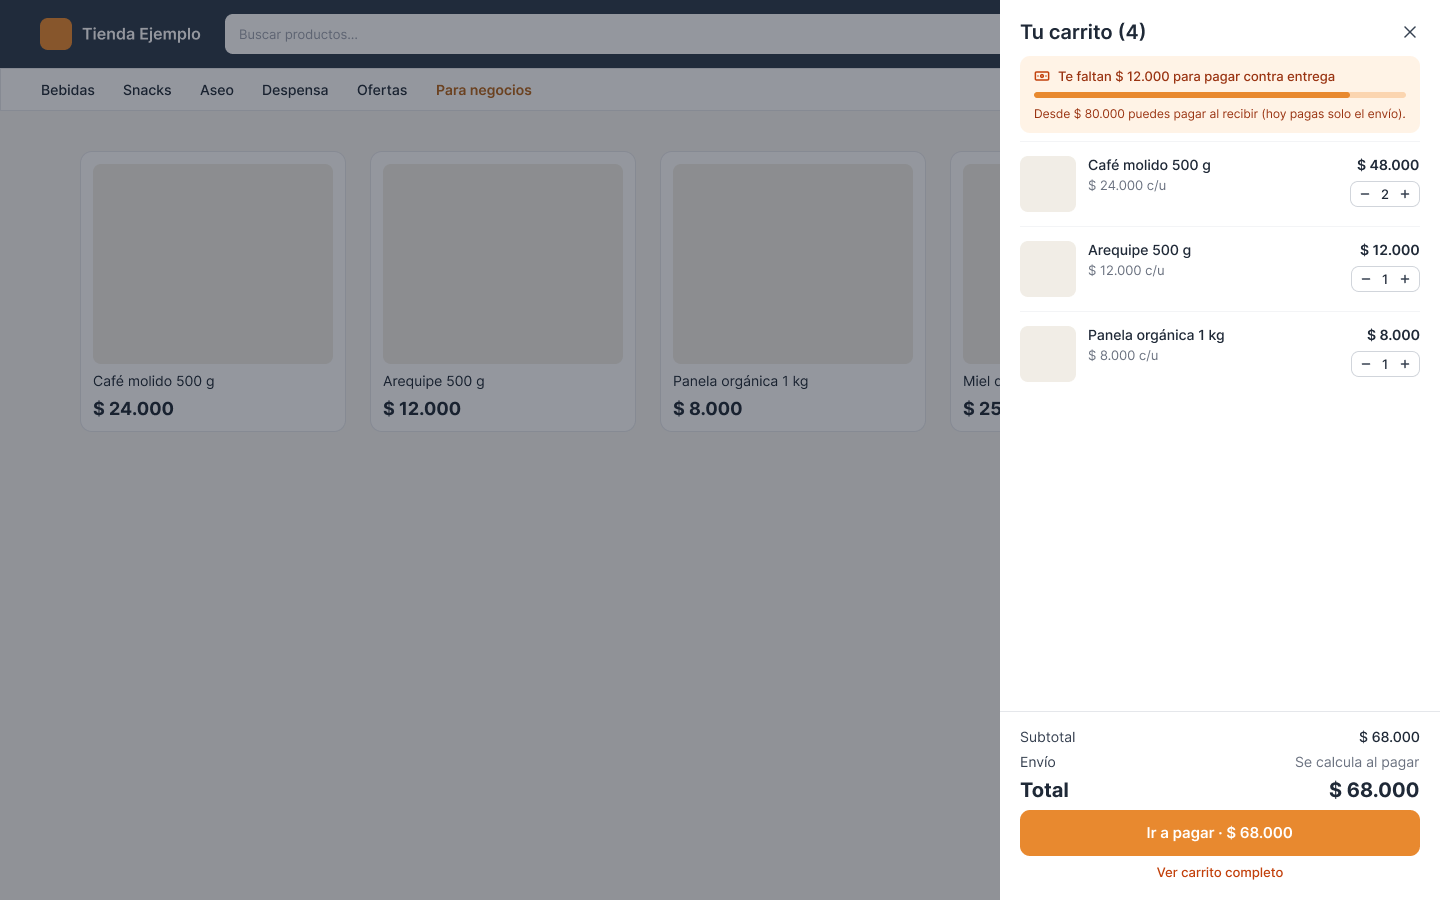 Tienda Ejemplo
Buscar productos...
Bebidas Snacks Aseo Despensa Ofertas Para negocios
Café molido 500 g
$ 24.000
Arequipe 500 g
$ 12.000
Panela orgánica 1 kg
$ 8.000
Miel
$ 25
Tu carrito (4)
Te faltan $ 12.000 para pagar contra entrega
Desde $ 80.000 puedes pagar al recibir (hoy pagas solo el envío).
Café molido 500 g $ 48.000
$ 24.000 c/u − 2 +
Arequipe 500 g $ 12.000
$ 12.000 c/u − 1 +
Panela orgánica 1 kg $ 8.000
$ 8.000 c/u − 1 +
Subtotal $ 68.000
Envío Se calcula al pagar
Total $ 68.000
Ir a pagar · $ 68.000
Ver carrito completo